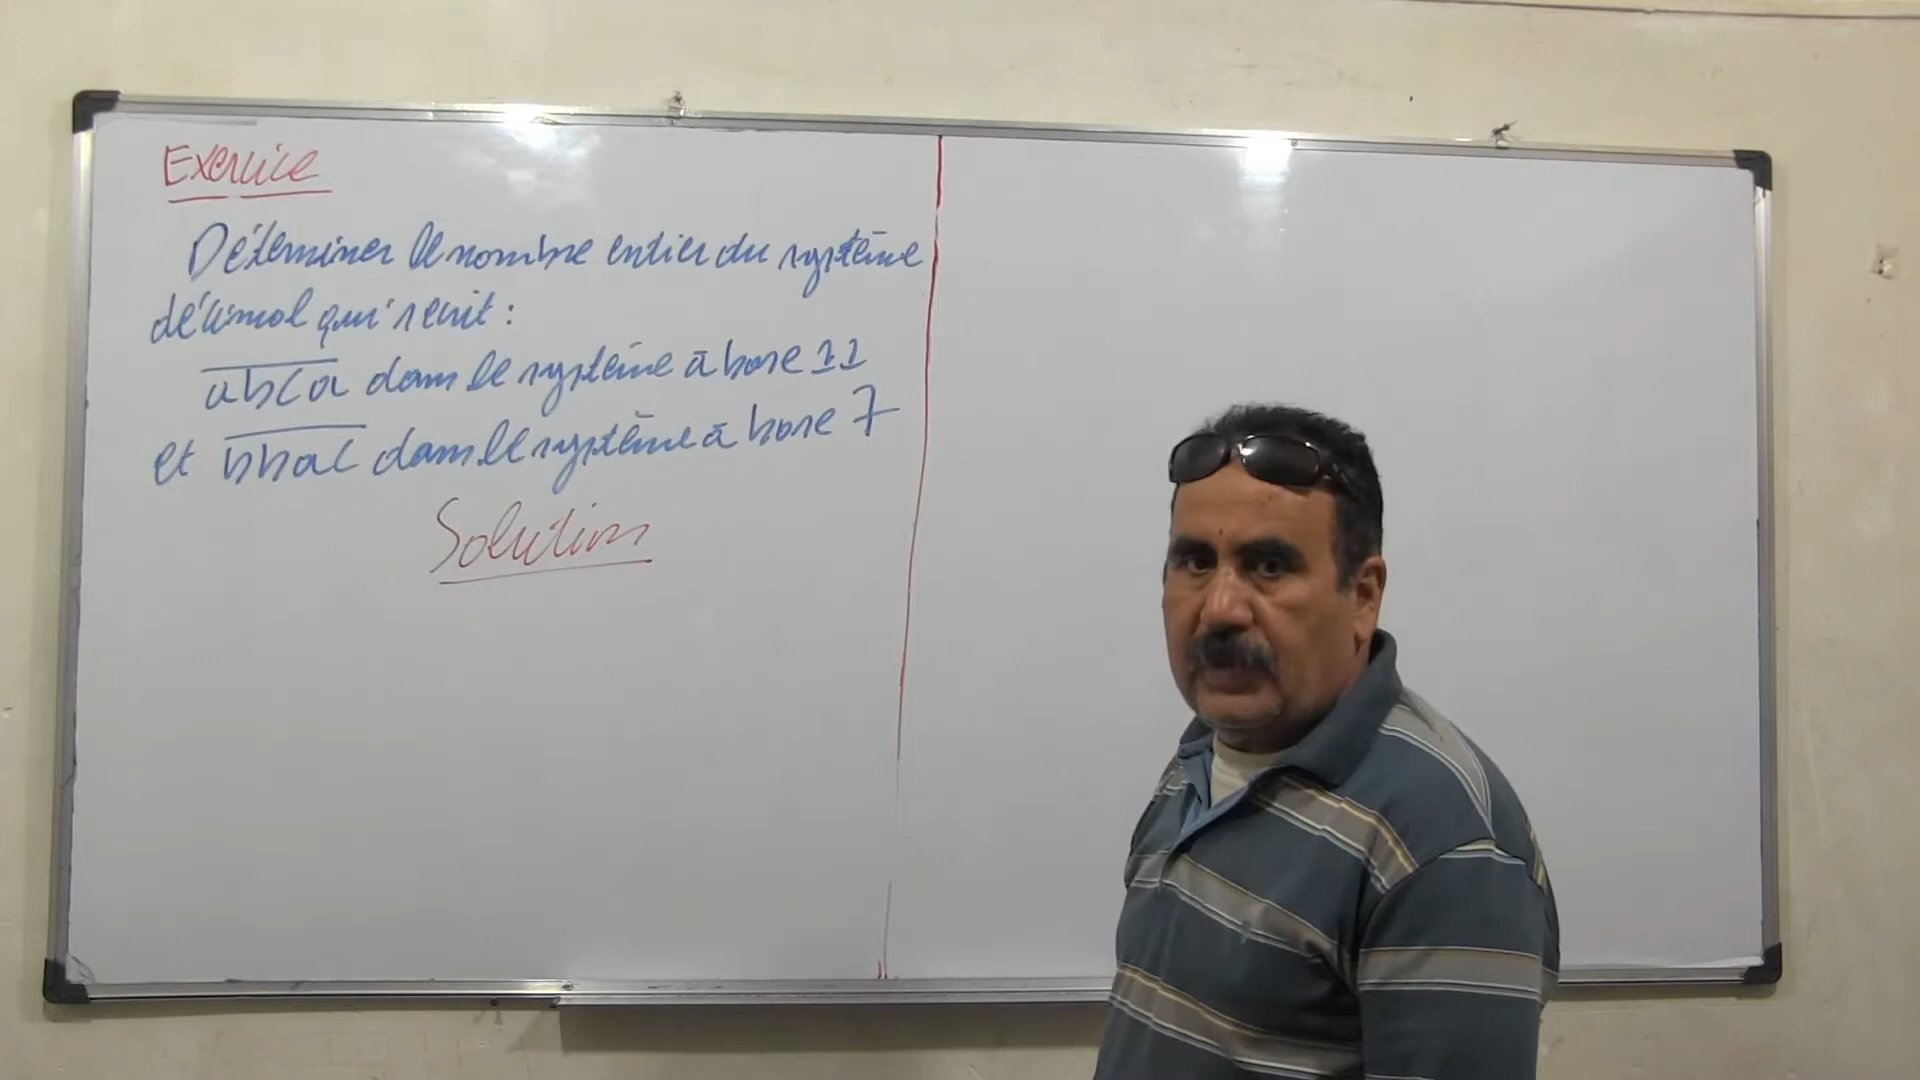 Exercice
Déterminer le nombre entier du système
décimal qui s'écrit :
abca dans le système à base 11
et bbac dans le système à base 7
Solution